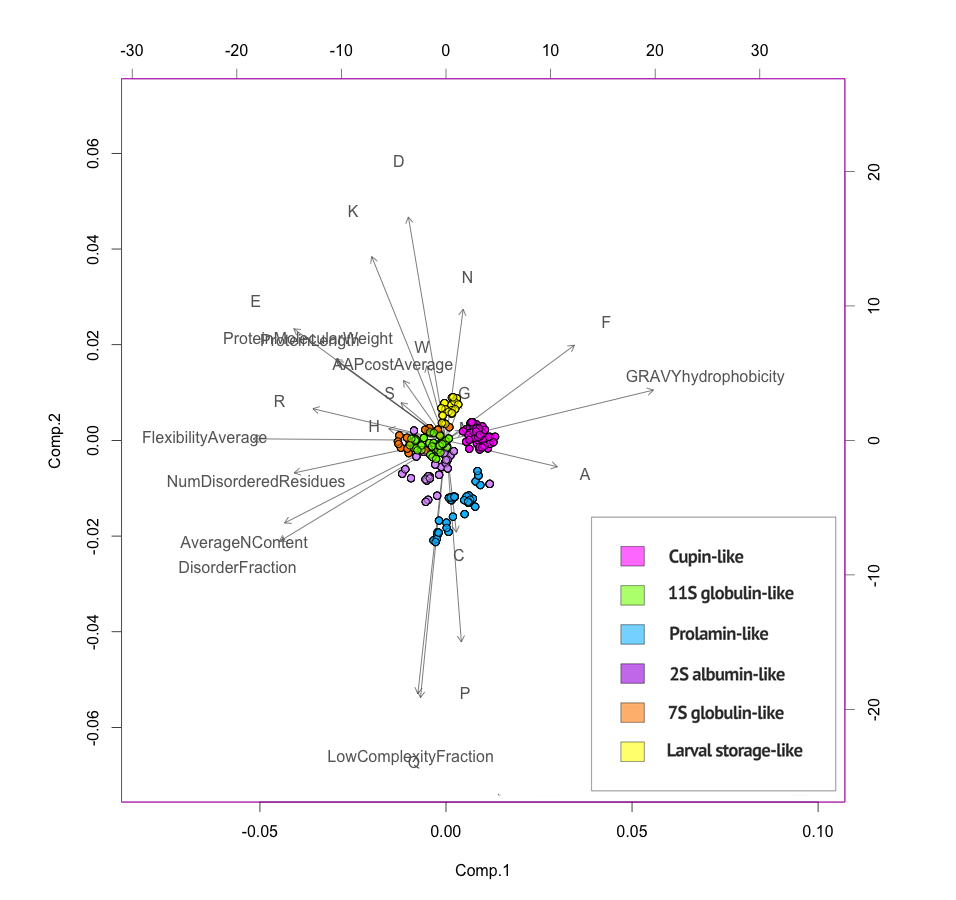 -30 -20 -10 0 10 20 30
0.06
D
20
K
0.04
N
10
E
F
0.02
ProteinMolecularWeight
ProteinLength
W
AAPcostAverage
GRAVYhydrophobicity
S
G
R
H
0.00
FlexibilityAverage
0
A
NumDisorderedResidues
-0.02
AverageNContent
C
DisorderFraction
-10
-0.04
P
-20
-0.06
LowComplexityFraction
Q
Cupin-like
11S globulin-like
Prolamin-like
2S albumin-like
7S globulin-like
Larval storage-like
-0.05 0.00 0.05 0.10
Comp.1
Comp.2